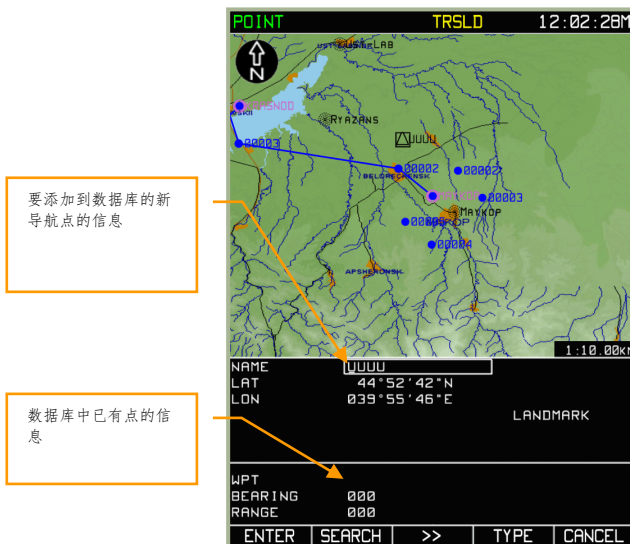 POINT TRSLD 12:02:28M
N
RYAZANS
UUUU
00003
00002
00002
BELORECHENSK
00003
MAYKOP
00004
APSHERONSK
1:10.00KM
要添加到数据库的新
导航点的信息
NAME UUUU
LAT 44°52'42"N
LON 039°55'46"E
LANDMARK
数据库中已有点的信
息
WPT
BEARING 000
RANGE 000
ENTER SEARCH >> TYPE CANCEL